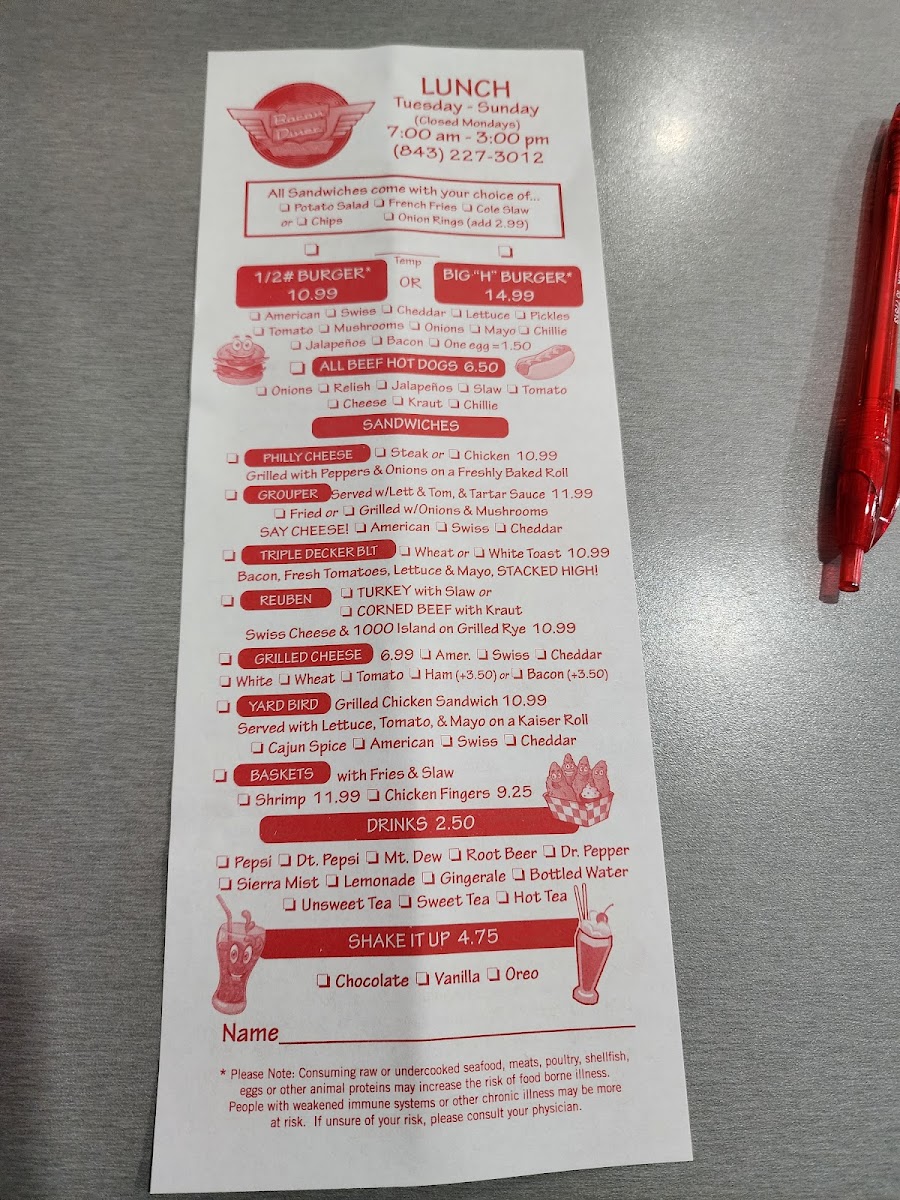 LUNCH
Tuesday - Sunday
(Closed Mondays)
7:00 am - 3:00 pm
(843) 227-3012
All Sandwiches come with your choice of...
❏ Potato Salad ❏ French Fries ❏ Cole Slaw
or ❏ Chips ❏ Onion Rings (add 2.99)
❏ ❏
Temp
1/2# BURGER* OR BIG "H" BURGER*
10.99 14.99
❏ American ❏ Swiss ❏ Cheddar ❏ Lettuce ❏ Pickles
❏ Tomato ❏ Mushrooms ❏ Onions ❏ Mayo ❏ Chillie
❏ Jalapeños ❏ Bacon ❏ One egg = 1.50
❏ ALL BEEF HOT DOGS 6.50
❏ Onions ❏ Relish ❏ Jalapeños ❏ Slaw ❏ Tomato
❏ Cheese ❏ Kraut ❏ Chillie
SANDWICHES
❏ PHILLY CHEESE ❏ Steak or ❏ Chicken 10.99
Grilled with Peppers & Onions on a Freshly Baked Roll
❏ GROUPER Served w/Lett & Tom, & Tartar Sauce 11.99
❏ Fried or ❏ Grilled w/Onions & Mushrooms
SAY CHEESE! ❏ American ❏ Swiss ❏ Cheddar
❏ TRIPLE DECKER BLT ❏ Wheat or ❏ White Toast 10.99
Bacon, Fresh Tomatoes, Lettuce & Mayo, STACKED HIGH!
❏ REUBEN ❏ TURKEY with Slaw or
❏ CORNED BEEF with Kraut
Swiss Cheese & 1000 Island on Grilled Rye 10.99
❏ GRILLED CHEESE 6.99 ❏ Amer. ❏ Swiss ❏ Cheddar
❏ White ❏ Wheat ❏ Tomato ❏ Ham (+3.50) or ❏ Bacon (+3.50)
❏ YARD BIRD Grilled Chicken Sandwich 10.99
Served with Lettuce, Tomato, & Mayo on a Kaiser Roll
❏ Cajun Spice ❏ American ❏ Swiss ❏ Cheddar
❏ BASKETS with Fries & Slaw
❏ Shrimp 11.99 ❏ Chicken Fingers 9.25
DRINKS 2.50
❏ Pepsi ❏ Dt. Pepsi ❏ Mt. Dew ❏ Root Beer ❏ Dr. Pepper
❏ Sierra Mist ❏ Lemonade ❏ Gingerale ❏ Bottled Water
❏ Unsweet Tea ❏ Sweet Tea ❏ Hot Tea
SHAKE IT UP 4.75
❏ Chocolate ❏ Vanilla ❏ Oreo
Name
* Please Note: Consuming raw or undercooked seafood, meats, poultry, shellfish,
eggs or other animal proteins may increase the risk of food borne illness.
People with weakened immune systems or other chronic illness may be more
at risk. If unsure of your risk, please consult your physician.